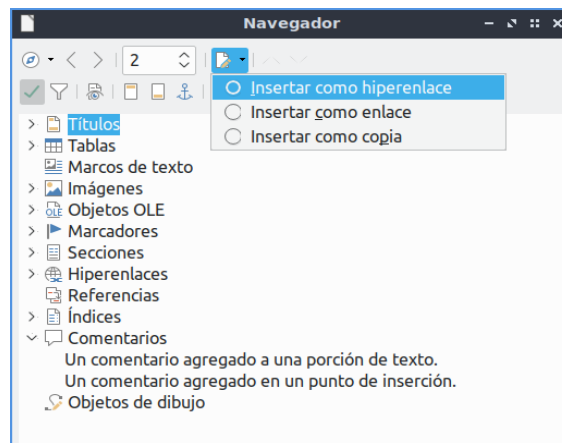 Navegador
2
Insertar como hiperenlace
Insertar como enlace
Insertar como copia
Títulos
Tablas
Marcos de texto
Imágenes
OLE Objetos OLE
Marcadores
Secciones
Hiperenlaces
Referencias
Índices
Comentarios
Un comentario agregado a una porción de texto.
Un comentario agregado en un punto de inserción.
Objetos de dibujo